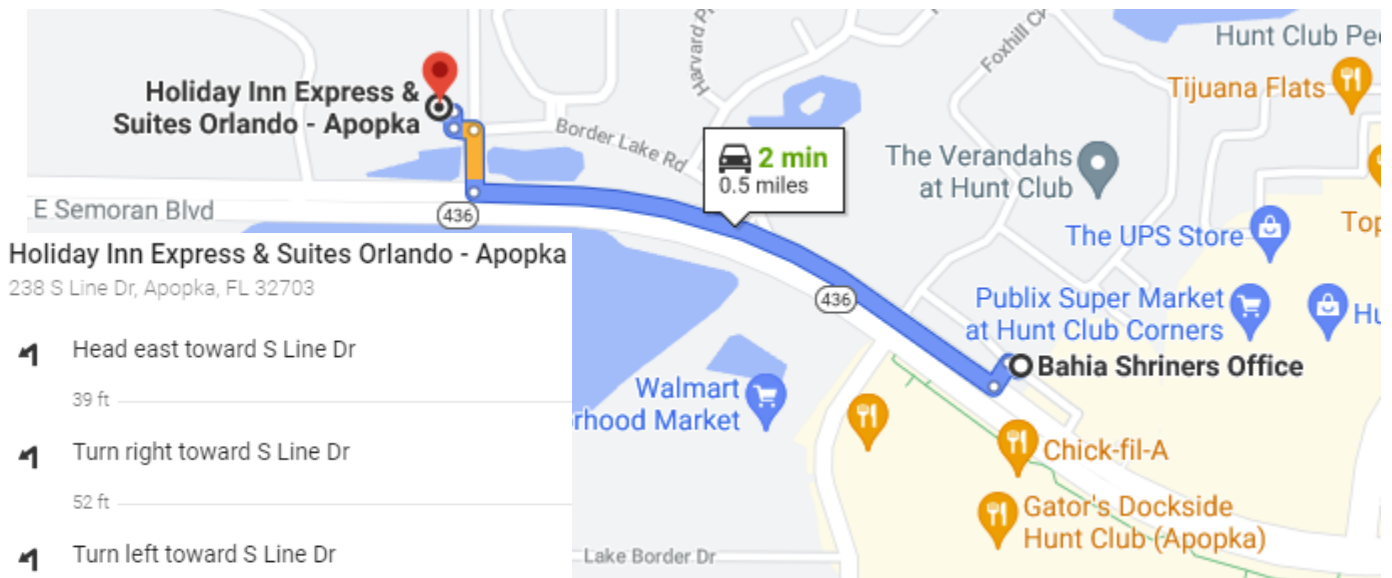 Hunt Club Pe
Foxhill
Harvard
Tijuana Flats
Holiday Inn Express &
Suites Orlando - Apopka
Border Lake Rd
2 min
0.5 miles
The Verandahs
at Hunt Club
E Semoran Blvd
436
The UPS Store
Top
Holiday Inn Express & Suites Orlando - Apopka
238 S Line Dr, Apopka, FL 32703
436
Publix Super Market
at Hunt Club Corners
Hu
Head east toward S Line Dr
Bahia Shriners Office
39 ft
Walmart
rhood Market
Turn right toward S Line Dr
Chick-fil-A
52 ft
Gator's Dockside
Hunt Club (Apopka)
Turn left toward S Line Dr
Lake Border Dr